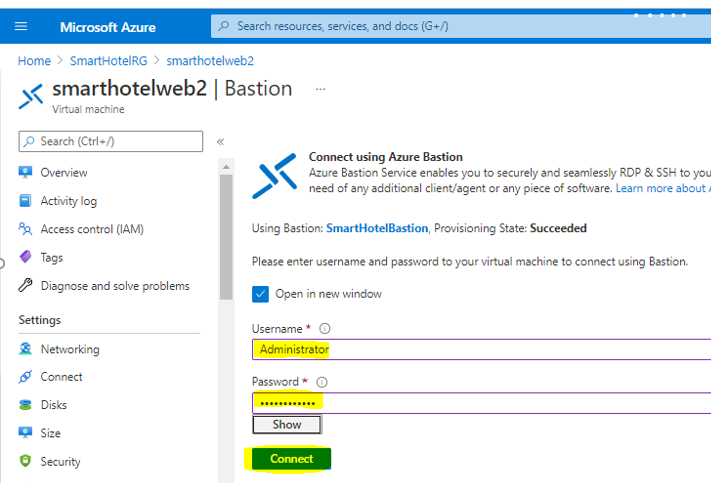 Microsoft Azure
Search resources, services, and docs (G+/)
Home > SmartHotelRG > smarthotelweb2
smarthotelweb2 | Bastion ...
Virtual machine
Search (Ctrl+/)
«
Overview
Activity log
Access control (IAM)
Tags
Diagnose and solve problems
Settings
Networking
Connect
Disks
Size
Security
Connect using Azure Bastion
Azure Bastion Service enables you to securely and seamlessly RDP & SSH to you
need of any additional client/agent or any piece of software. Learn more about
Using Bastion: SmartHotelBastion, Provisioning State: Succeeded
Please enter username and password to your virtual machine to connect using Bastion.
Open in new window
Username *
Administrator
Password *
••••••••••••
Show
Connect